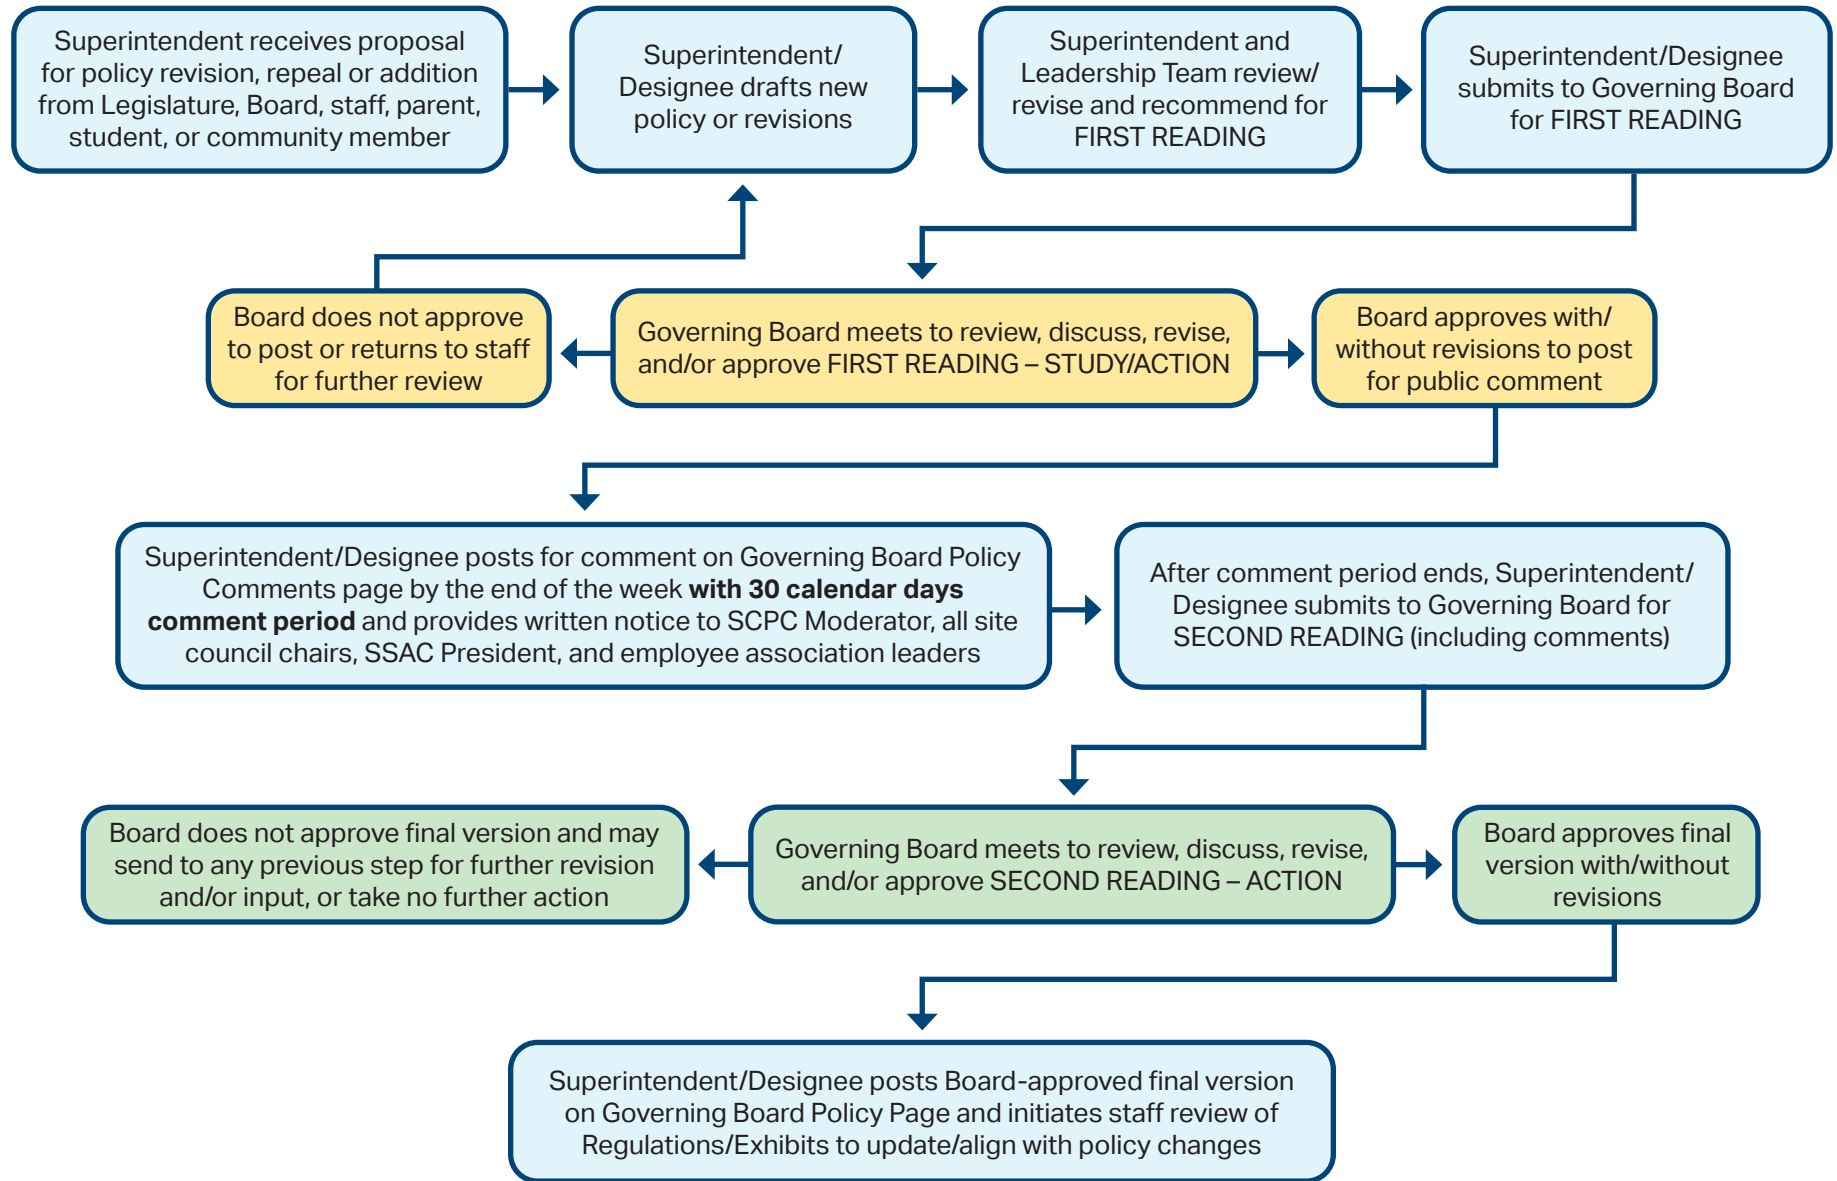 Superintendent receives proposal
for policy revision, repeal or addition
from Legislature, Board, staff, parent,
student, or community member
Superintendent/
Designee drafts new
policy or revisions
Superintendent and
Leadership Team review/
revise and recommend for
FIRST READING
Superintendent/Designee
submits to Governing Board
for FIRST READING
Board does not approve
to post or returns to staff
for further review
Governing Board meets to review, discuss, revise,
and/or approve FIRST READING – STUDY/ACTION
Board approves with/
without revisions to post
for public comment
Superintendent/Designee posts for comment on Governing Board Policy
Comments page by the end of the week with 30 calendar days
comment period and provides written notice to SCPC Moderator, all site
council chairs, SSAC President, and employee association leaders
After comment period ends, Superintendent/
Designee submits to Governing Board for
SECOND READING (including comments)
Board does not approve final version and may
send to any previous step for further revision
and/or input, or take no further action
Governing Board meets to review, discuss, revise,
and/or approve SECOND READING – ACTION
Board approves final
version with/without
revisions
Superintendent/Designee posts Board-approved final version
on Governing Board Policy Page and initiates staff review of
Regulations/Exhibits to update/align with policy changes